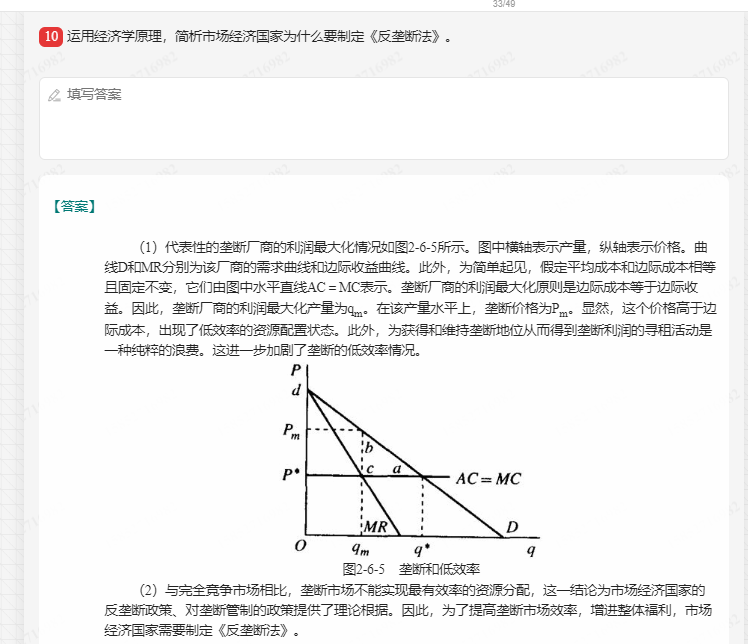 33/49
10 运用经济学原理，简析市场经济国家为什么要制定《反垄断法》。
填写答案
【答案】
（1）代表性的垄断厂商的利润最大化情况如图2-6-5所示。图中横轴表示产量，纵轴表示价格。曲
线D和MR分别为该厂商的需求曲线和边际收益曲线。此外，为简单起见，假定平均成本和边际成本相等
且固定不变，它们由图中水平直线AC＝MC表示。垄断厂商的利润最大化原则是边际成本等于边际收
益。因此，垄断厂商的利润最大化产量为qm。在该产量水平上，垄断价格为Pm。显然，这个价格高于边
际成本，出现了低效率的资源配置状态。此外，为获得和维持垄断地位从而得到垄断利润的寻租活动是
一种纯粹的浪费。这进一步加剧了垄断的低效率情况。
P
d
Pm
b
P*
c a
AC=MC
MR
D
O
qm
q*
q
图2-6-5 垄断和低效率
（2）与完全竞争市场相比，垄断市场不能实现最有效率的资源分配，这一结论为市场经济国家的
反垄断政策、对垄断管制的政策提供了理论根据。因此，为了提高垄断市场效率，增进整体福利，市场
经济国家需要制定《反垄断法》。